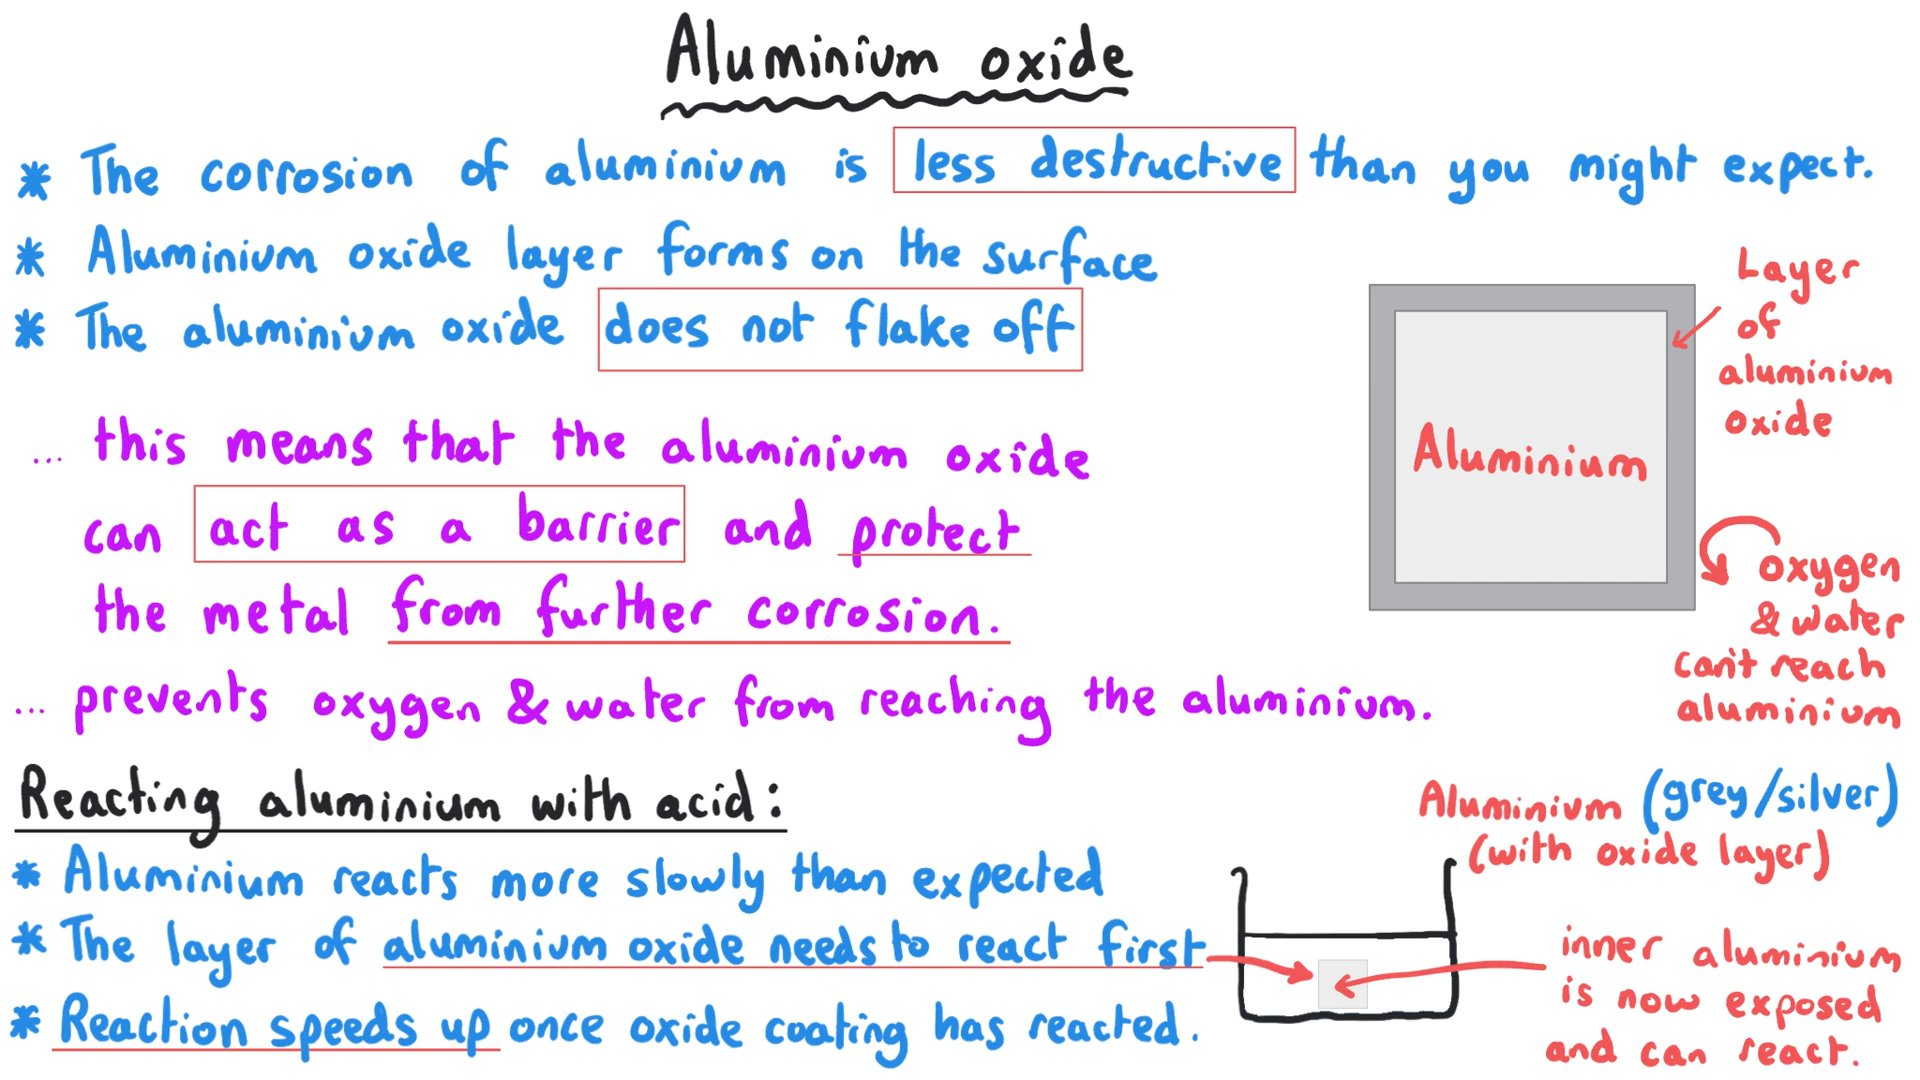 Aluminium oxide
* The corrosion of aluminium is less destructive than you might expect.
* Aluminium oxide layer forms on the surface
* The aluminium oxide does not flake off
... this means that the aluminium oxide
can act as a barrier and protect
the metal from further corrosion.
... prevents oxygen & water from reaching the aluminium.
Layer
of
aluminium
oxide
Aluminium
oxygen
& water
can't reach
aluminium
Reacting aluminium with acid:
* Aluminium reacts more slowly than expected
* The layer of aluminium oxide needs to react first
* Reaction speeds up once oxide coating has reacted.
Aluminium (grey/silver)
(with oxide layer)
inner aluminium
is now exposed
and can react.